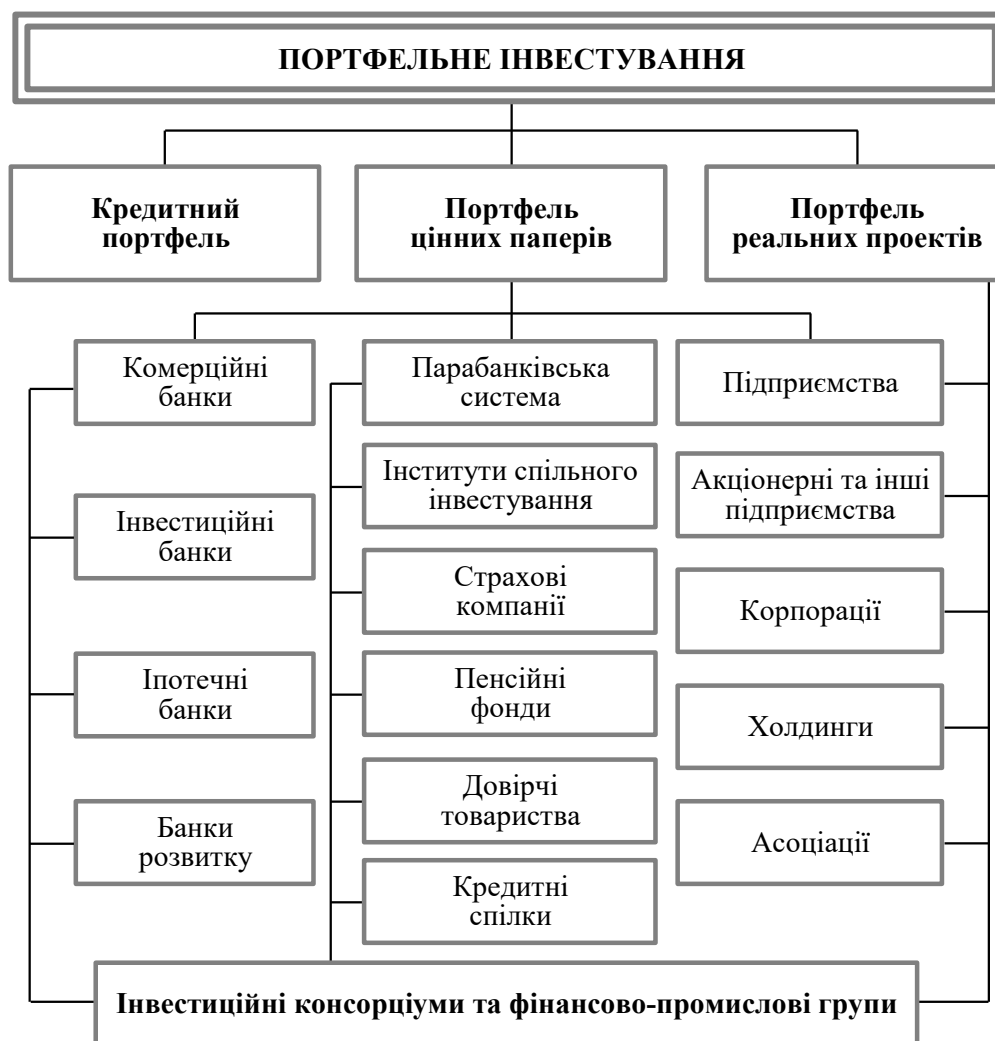 ПОРТФЕЛЬНЕ ІНВЕСТУВАННЯ
Кредитний
портфель
Портфель
цінних паперів
Портфель
реальних проектів
Комерційні
банки
Парабанківська
система
Підприємства
Інвестиційні
банки
Інститути спільного
інвестування
Акціонерні та інші
підприємства
Страхові
компанії
Корпорації
Іпотечні
банки
Пенсійні
фонди
Холдинги
Банки
розвитку
Довірчі
товариства
Асоціації
Кредитні
спілки
Інвестиційні консорціуми та фінансово-промислові групи